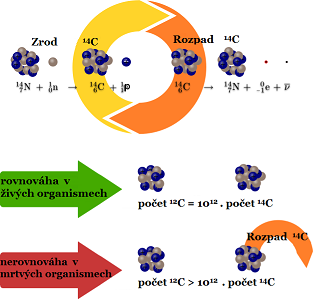 Zrod ¹⁴C
Rozpad ¹⁴C
¹⁴₇N + ¹₀n → ¹⁴₆C + ¹₁p
¹⁴₆C → ¹⁴₇N + ⁰₋₁e + ν̅
rovnováha v
živých organismech
počet ¹²C = 10¹² . počet ¹⁴C
nerovnováha v
mrtvých organismech
Rozpad ¹⁴C
počet ¹²C > 10¹² . počet ¹⁴C